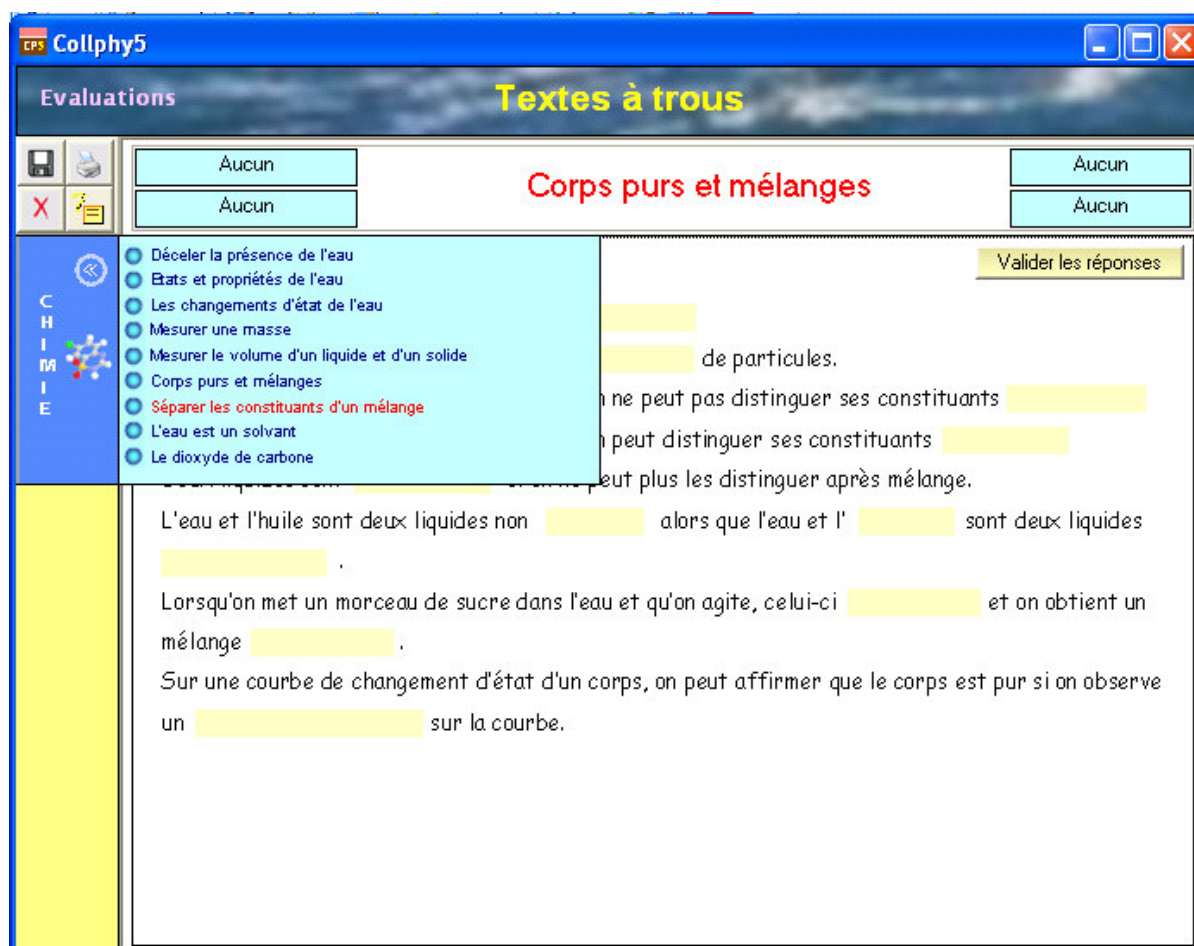 CPS Collphy5
Evaluations
Textes à trous
Aucun
Aucun
Corps purs et mélanges
Aucun
Aucun
CHIMIE
Déceler la présence de l'eau
Etats et propriétés de l'eau
Les changements d'état de l'eau
Mesurer une masse
Mesurer le volume d'un liquide et d'un solide
Corps purs et mélanges
Séparer les constituants d'un mélange
L'eau est un solvant
Le dioxyde de carbone
Valider les réponses
de particules.
ne peut pas distinguer ses constituants
peut distinguer ses constituants
peut plus les distinguer après mélange.
L'eau et l'huile sont deux liquides non alors que l'eau et l' sont deux liquides
.
Lorsqu'on met un morceau de sucre dans l'eau et qu'on agite, celui-ci et on obtient un
mélange .
Sur une courbe de changement d'état d'un corps, on peut affirmer que le corps est pur si on observe
un sur la courbe.